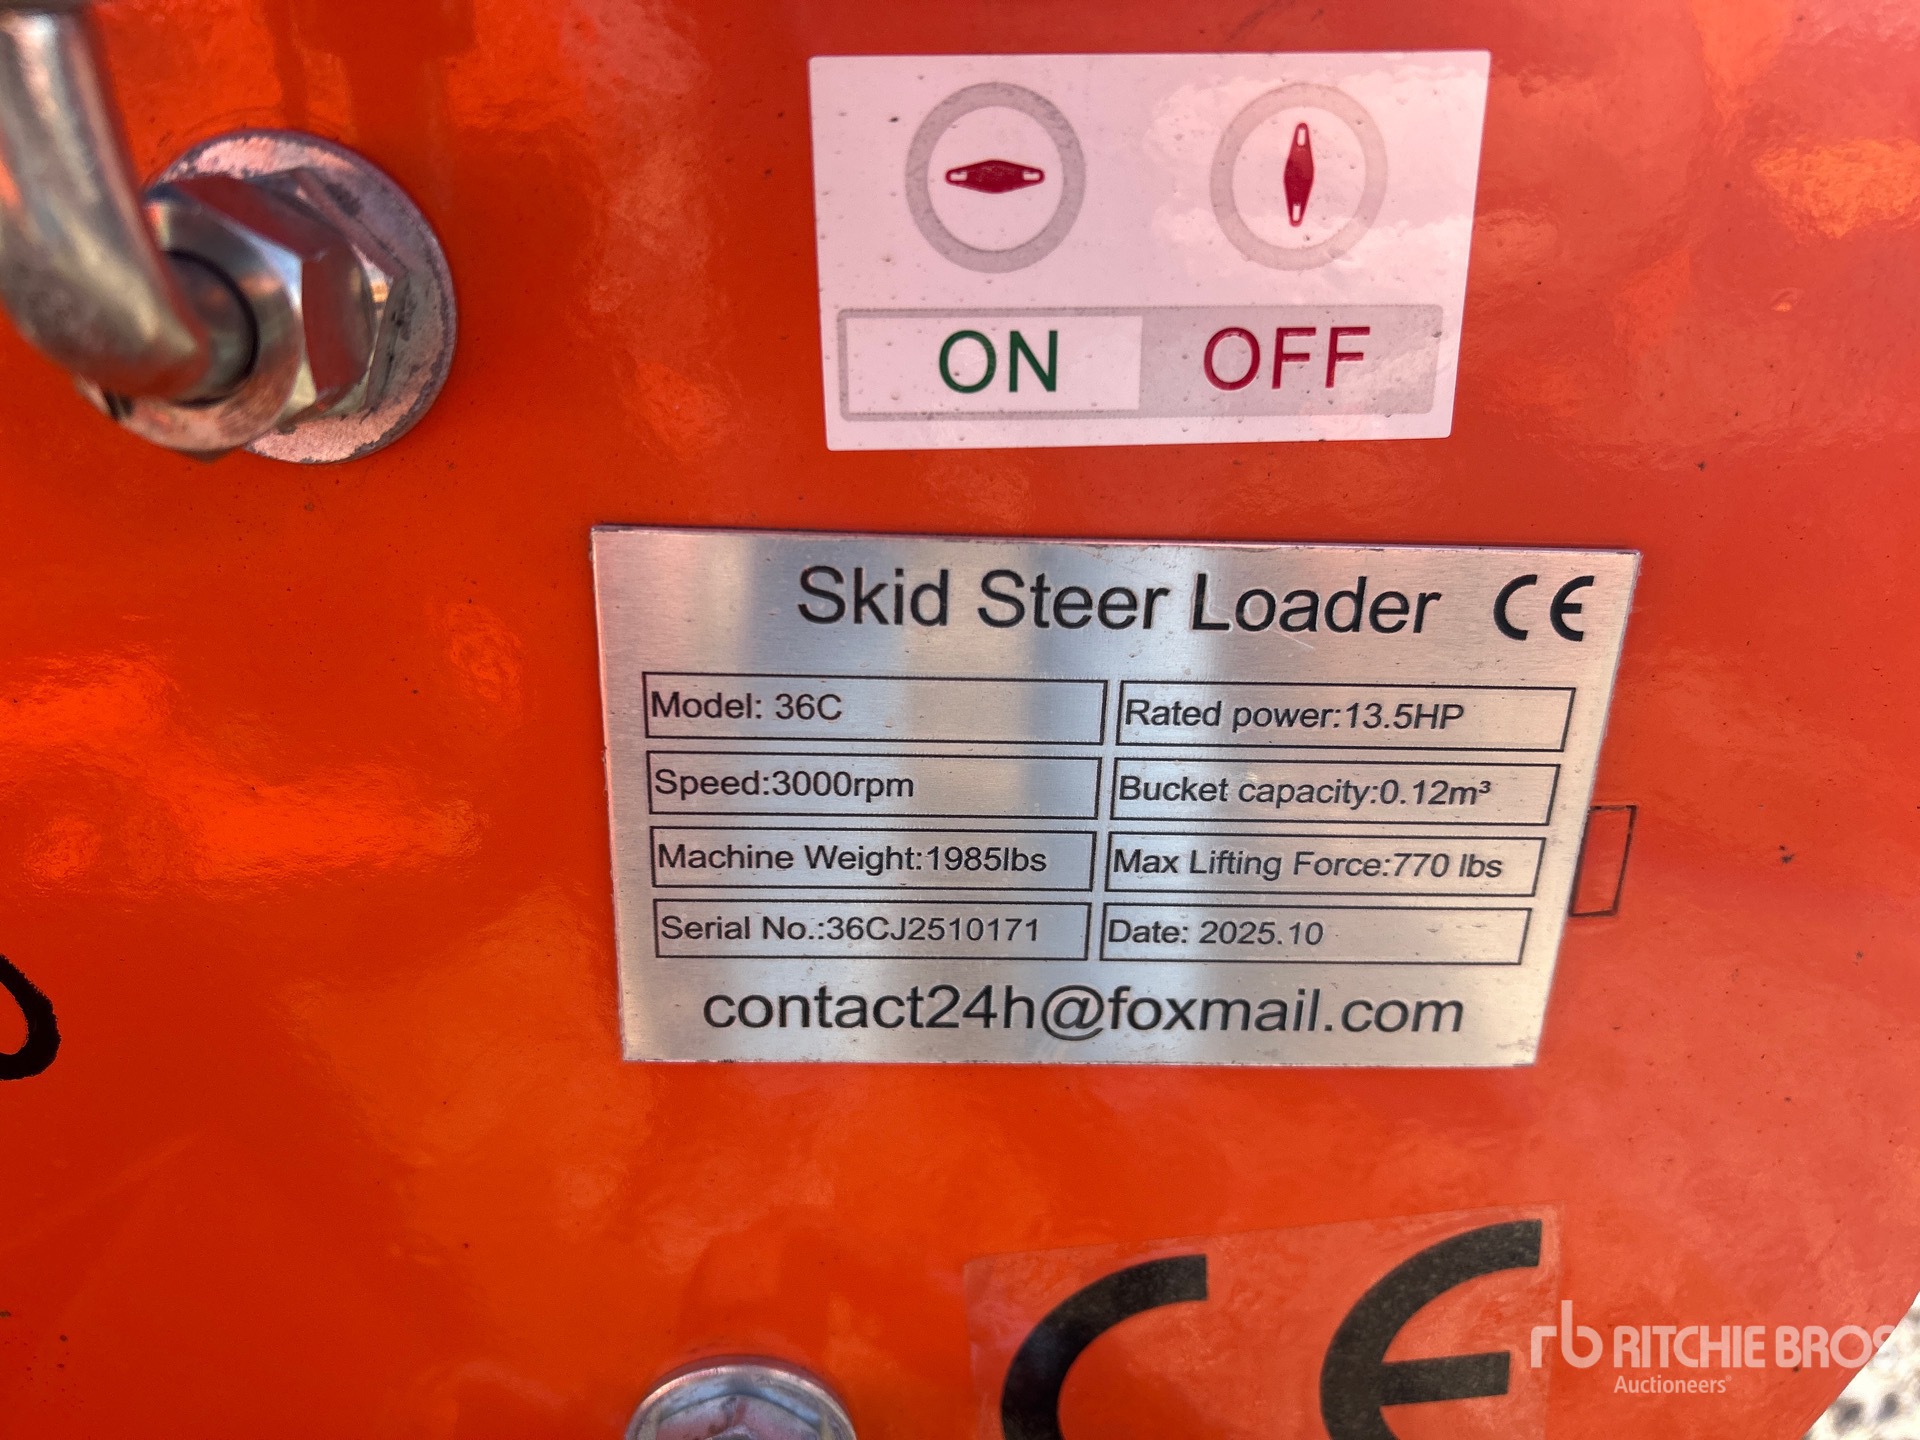 ON OFF
Skid Steer Loader CE
Model: 36C
Rated power:13.5HP
Speed:3000rpm
Bucket capacity:0.12m³
Machine Weight:1985lbs
Max Lifting Force:770 lbs
Serial No.:36CJ2510171
Date: 2025.10
contact24h@foxmail.com
CE
rb RITCHIE BROS
Auctioneers